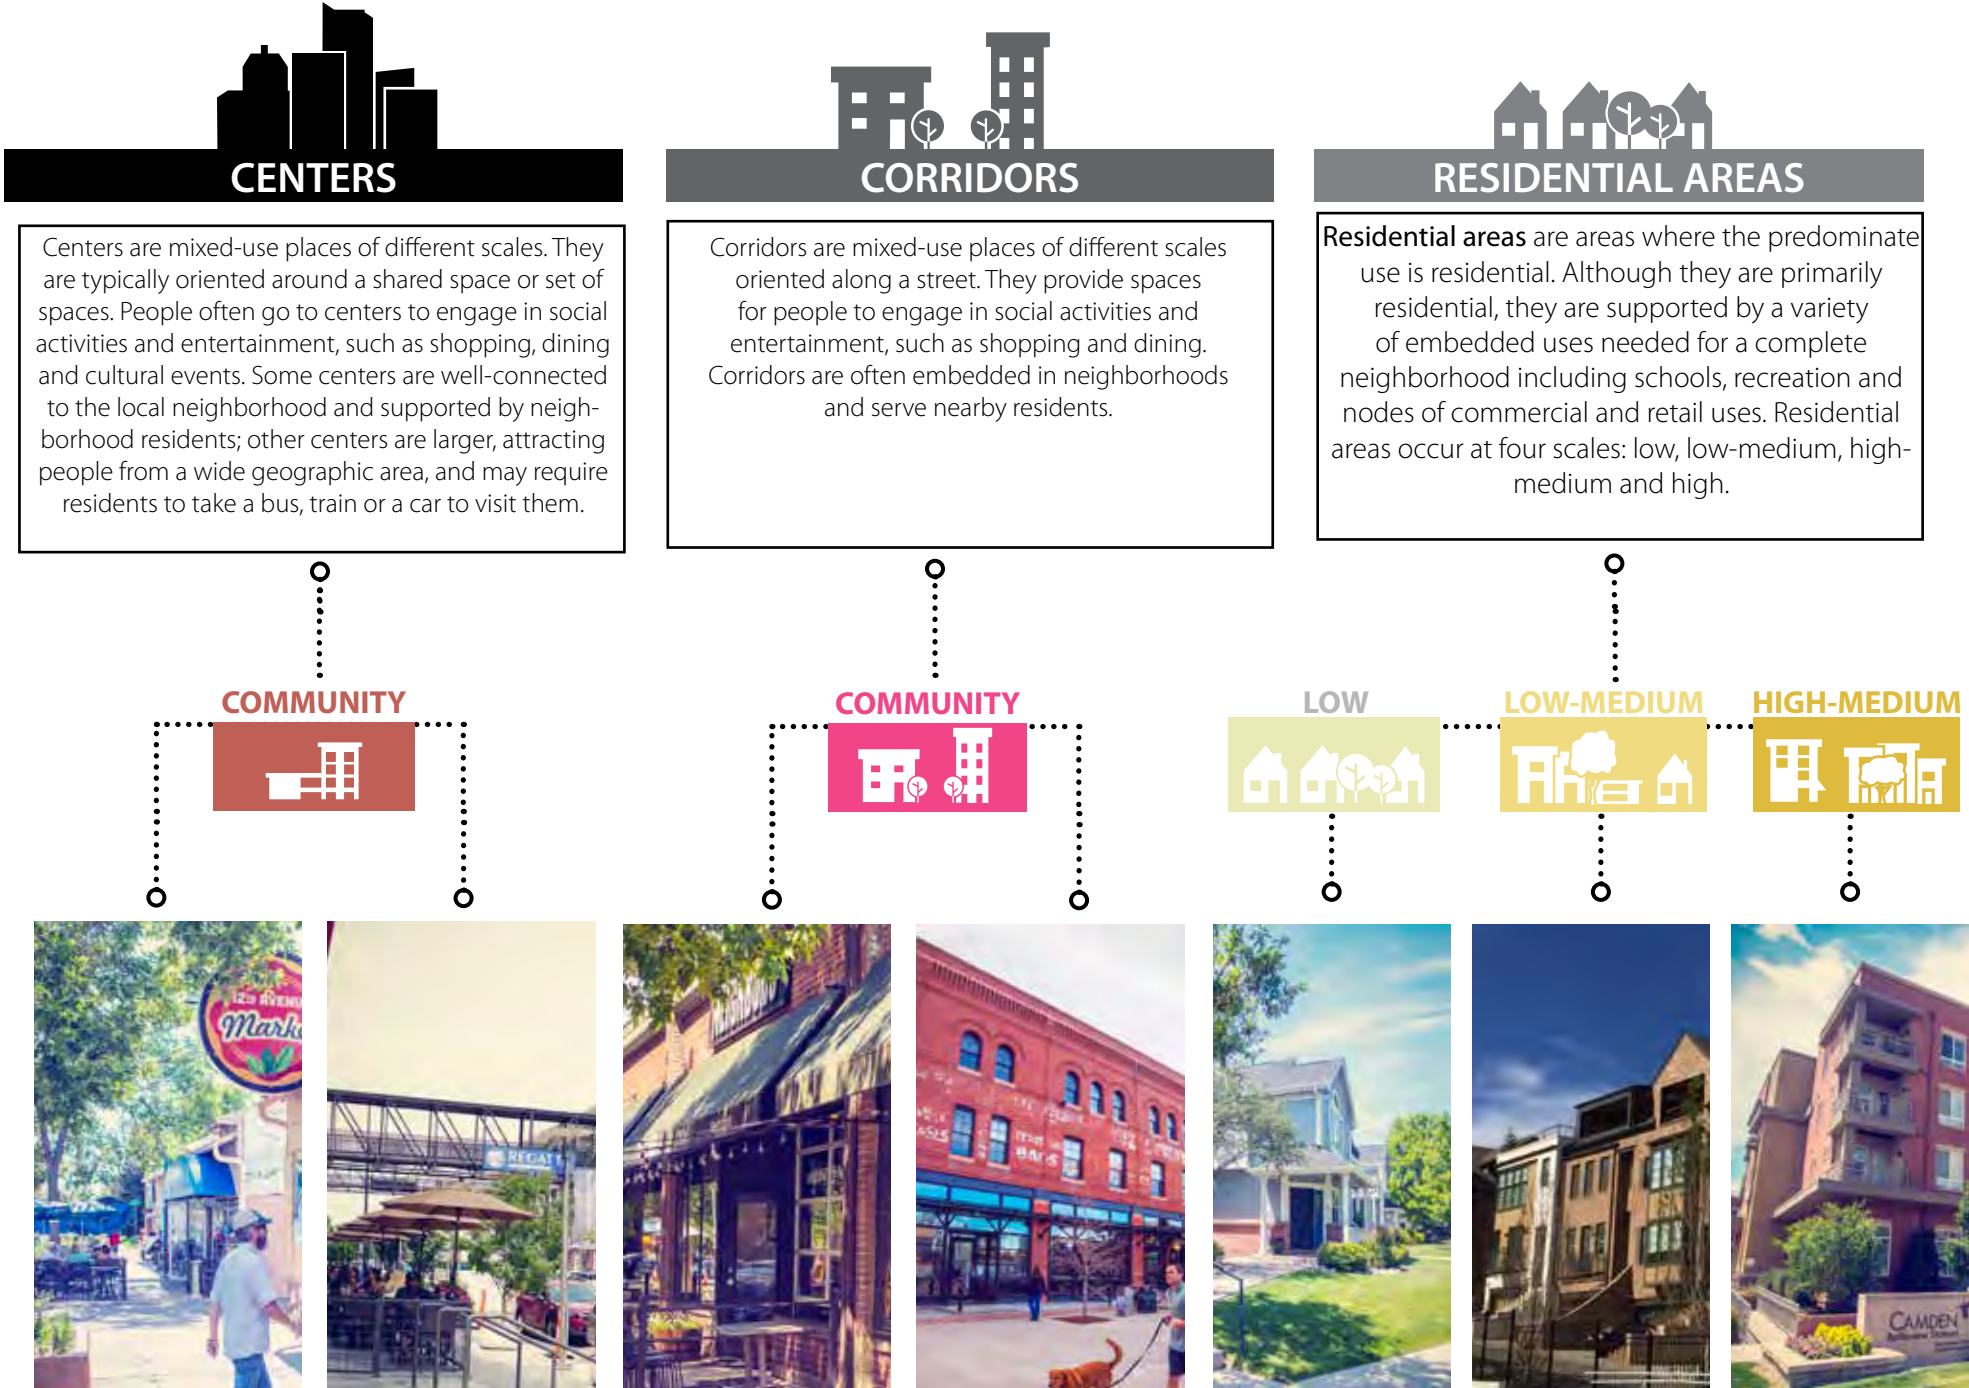 CENTERS
Centers are mixed-use places of different scales. They
are typically oriented around a shared space or set of
spaces. People often go to centers to engage in social
activities and entertainment, such as shopping, dining
and cultural events. Some centers are well-connected
to the local neighborhood and supported by neigh-
borhood residents; other centers are larger, attracting
people from a wide geographic area, and may require
residents to take a bus, train or a car to visit them.
COMMUNITY
CORRIDORS
Corridors are mixed-use places of different scales
oriented along a street. They provide spaces
for people to engage in social activities and
entertainment, such as shopping and dining.
Corridors are often embedded in neighborhoods
and serve nearby residents.
COMMUNITY
RESIDENTIAL AREAS
Residential areas are areas where the predominate
use is residential. Although they are primarily
residential, they are supported by a variety
of embedded uses needed for a complete
neighborhood including schools, recreation and
nodes of commercial and retail uses. Residential
areas occur at four scales: low, low-medium, high-
medium and high.
LOW
LOW-MEDIUM
HIGH-MEDIUM
CAMDEN